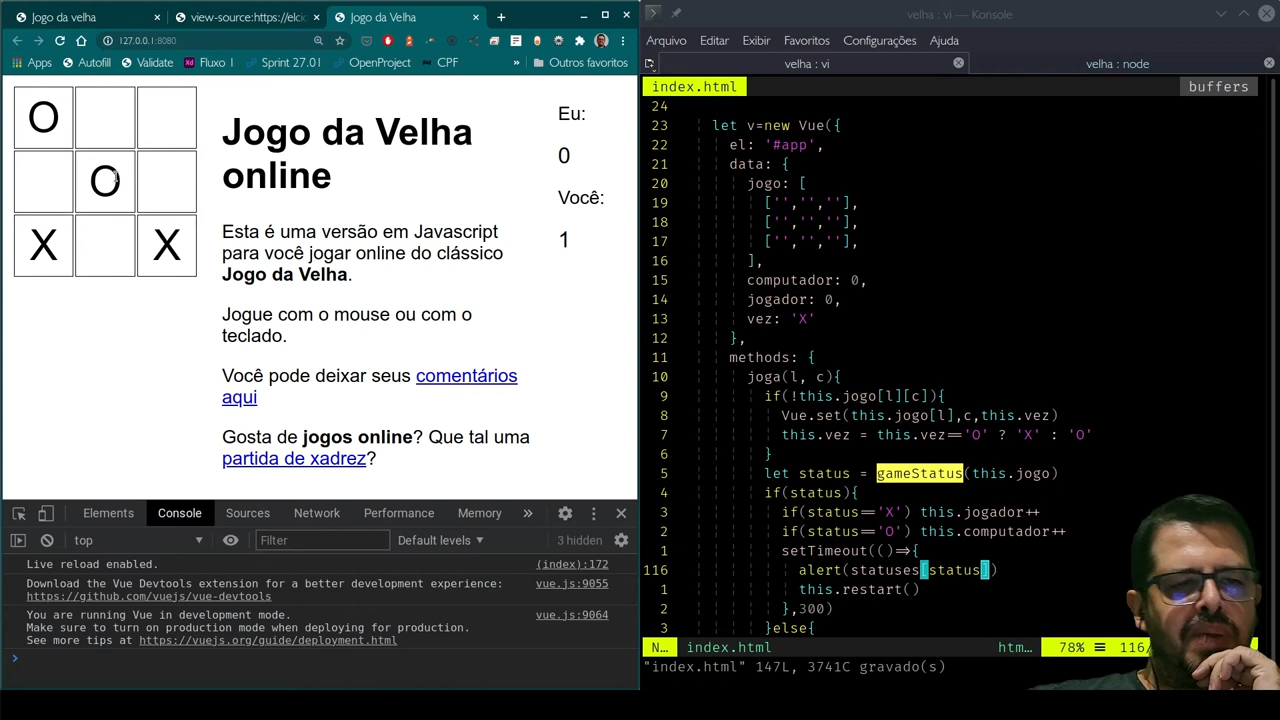 Jogo da velha
view-source:https://elcio
Jogo da Velha
127.0.0.1:8080
Apps
Autofill
Validate
Fluxo 1
Sprint 27.01
OpenProject
CPF
»
Outros favoritos
O
O
X X
Jogo da Velha
online
Esta é uma versão em Javascript
para você jogar online do clássico
Jogo da Velha.
Jogue com o mouse ou com o
teclado.
Você pode deixar seus comentários
aqui
Gosta de jogos online? Que tal uma
partida de xadrez?
Eu:
0
Você:
1
Elements Console Sources Network Performance Memory »
top Filter Default levels 3 hidden
Live reload enabled. (index):172
Download the Vue Devtools extension for a better development experience: vue.js:9055
https://github.com/vuejs/vue-devtools
You are running Vue in development mode. vue.js:9064
Make sure to turn on production mode when deploying for production.
See more tips at https://vuejs.org/guide/deployment.html
velha : vi — Konsole
Arquivo Editar Exibir Favoritos Configurações Ajuda
velha : vi velha : node
index.html buffers
24
23 let v=new Vue({
22 el: '#app',
21 data: {
20 jogo: [
19 ['','',''],
18 ['','',''],
17 ['','',''],
16 ],
15 computador: 0,
14 jogador: 0,
13 vez: 'X'
12 },
11 methods: {
10 joga(l, c){
9 if(!this.jogo[l][c]){
8 Vue.set(this.jogo[l],c,this.vez)
7 this.vez = this.vez=='O' ? 'X' : 'O'
6 }
5 let status = gameStatus(this.jogo)
4 if(status){
3 if(status=='X') this.jogador++
2 if(status=='O') this.computador++
1 setTimeout(()=>{
116 alert(statuses[status])
1 this.restart()
2 },300)
3 }else{
N… index.html htm… 78% ≡ 116/
"index.html" 147L, 3741C gravado(s)